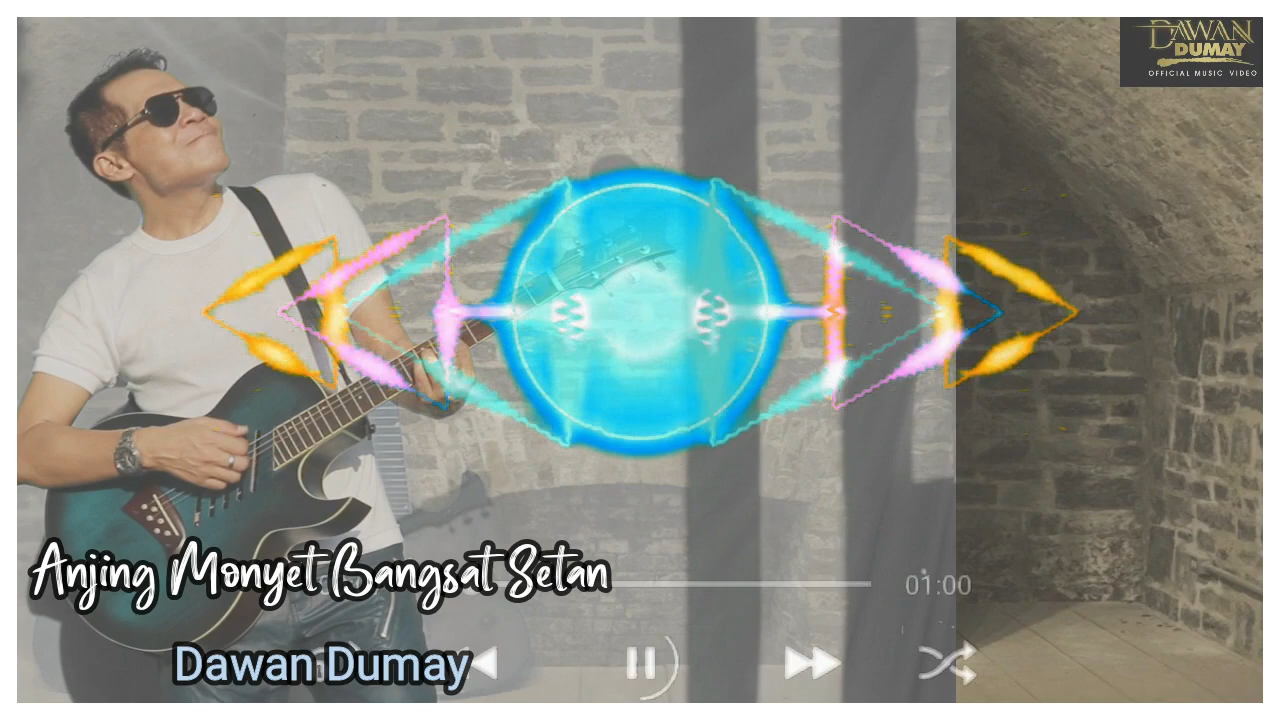 DAWAN
DUMAY
OFFICIAL MUSIC VIDEO
Anjing Monyet Bangsat Setan
01:00
Dawan Dumay